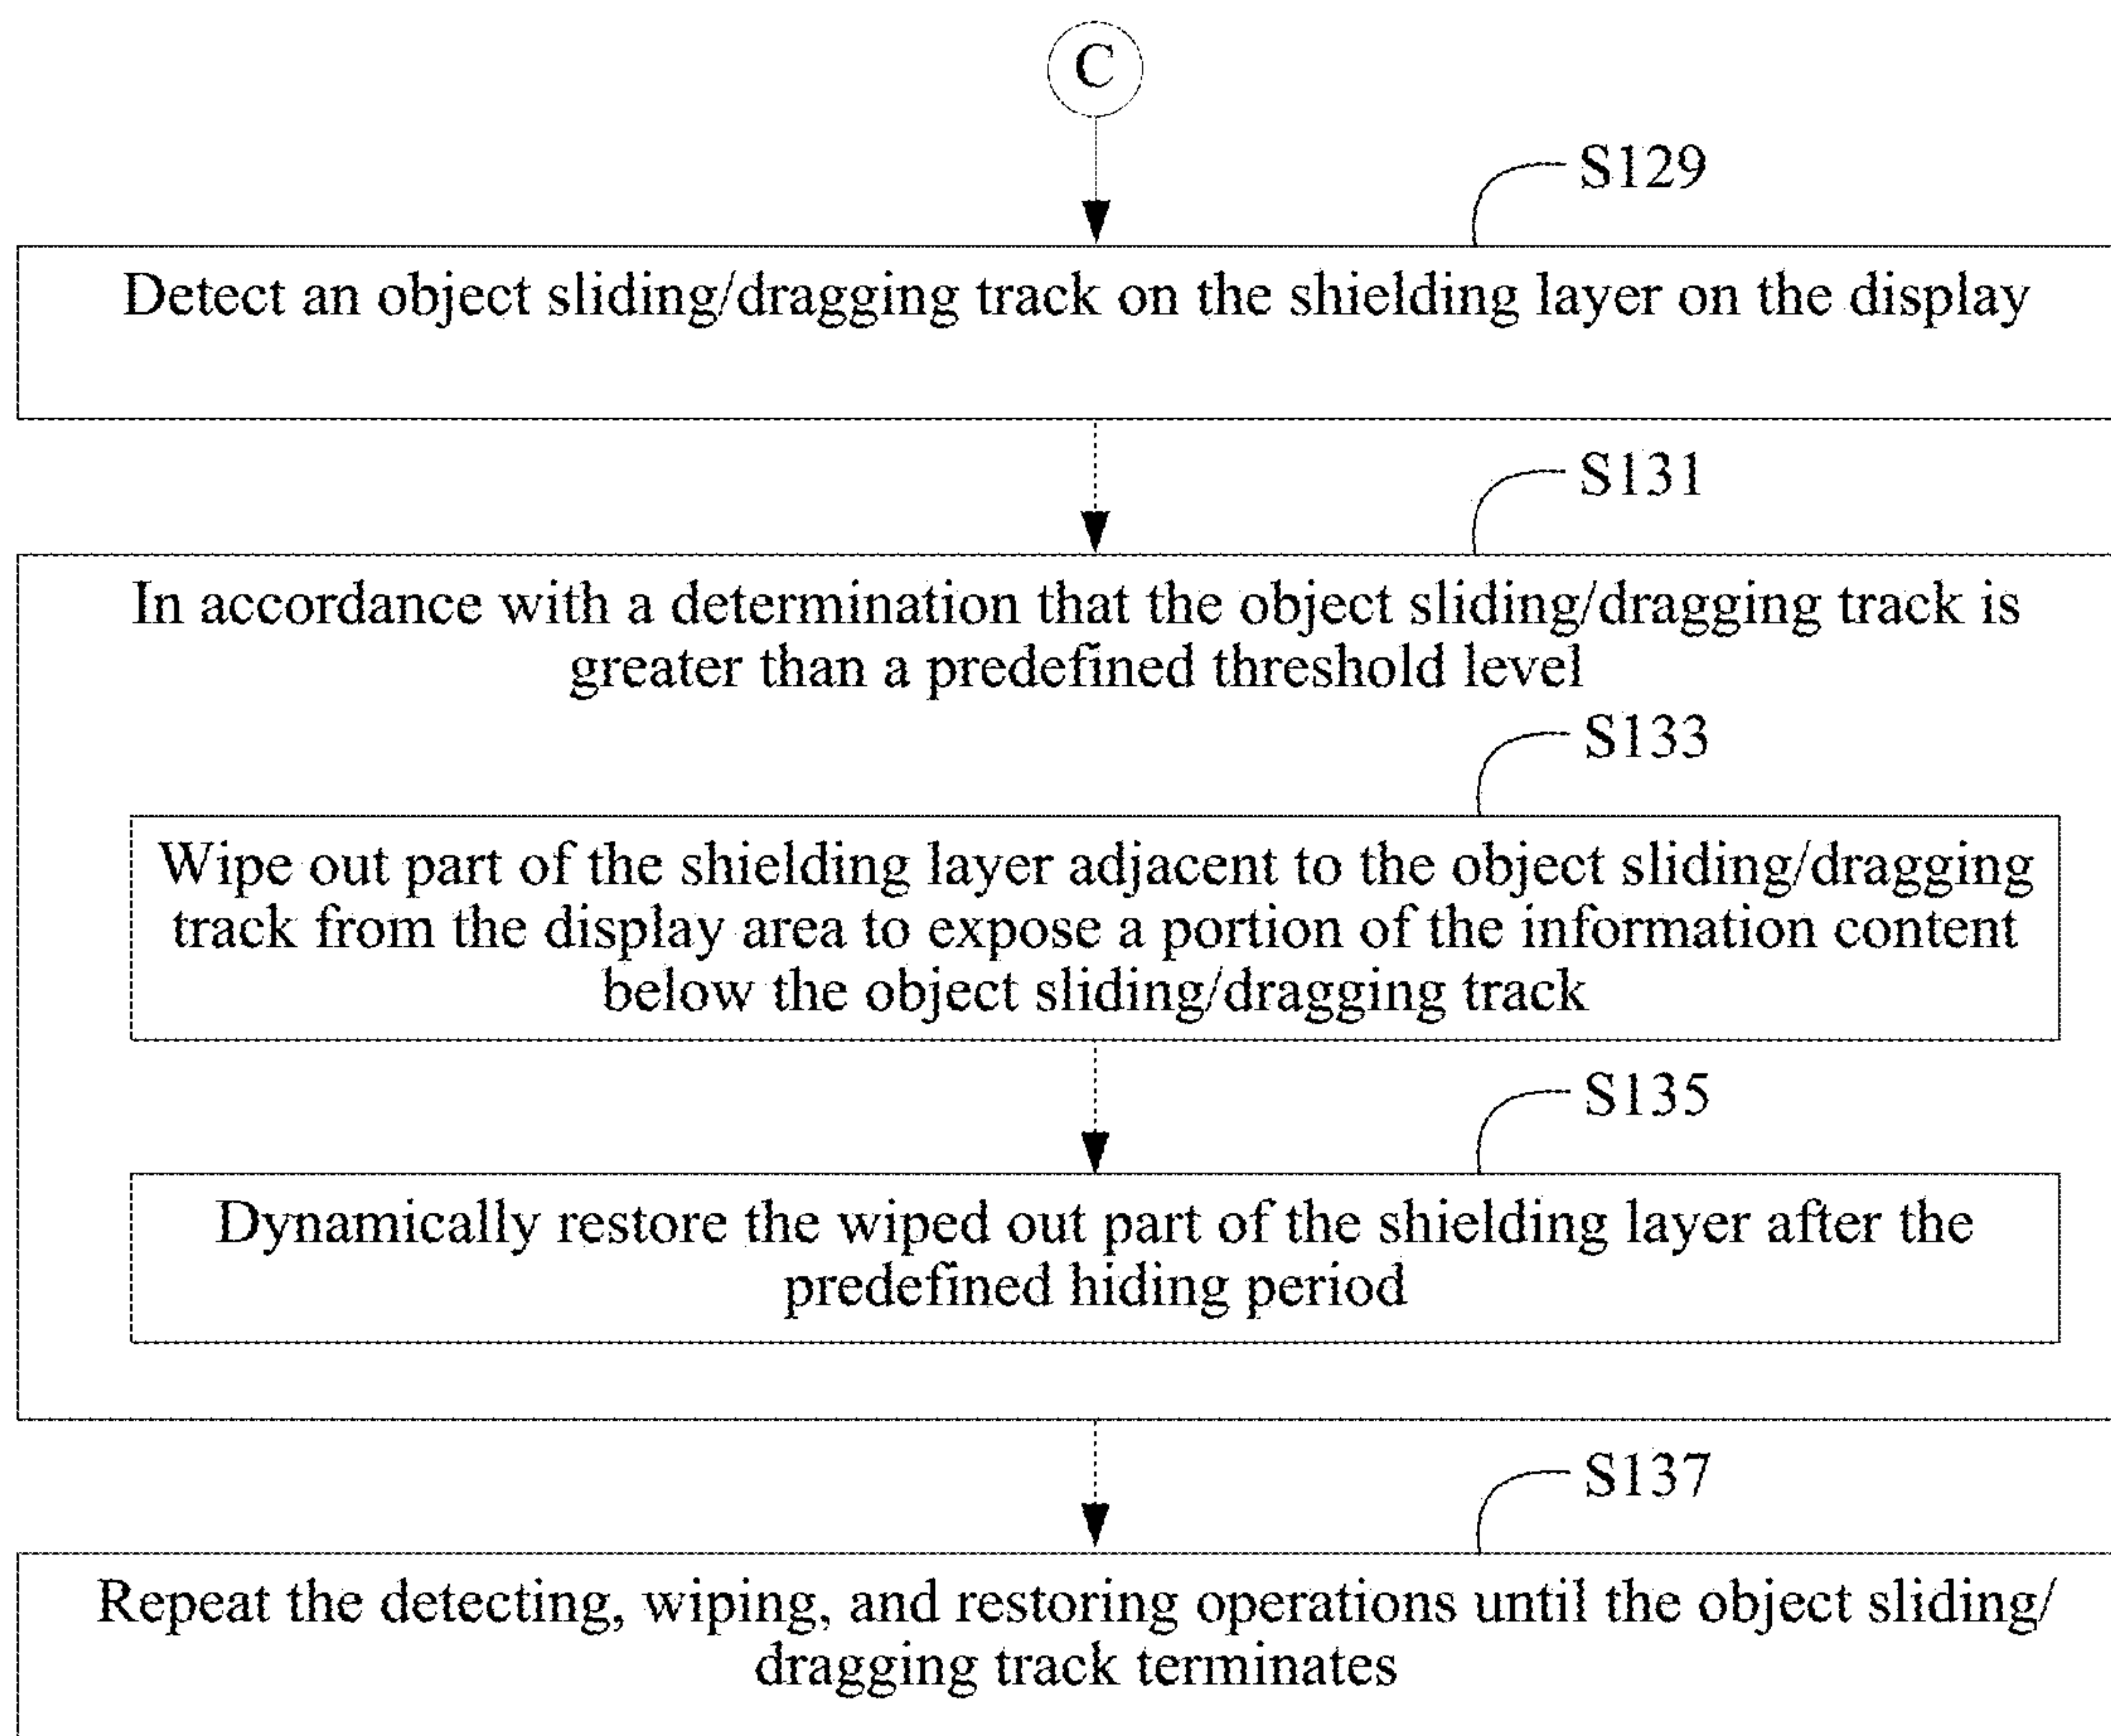 C
S129
Detect an object sliding/dragging track on the shielding layer on the display
S131
In accordance with a determination that the object sliding/dragging track is
greater than a predefined threshold level
S133
Wipe out part of the shielding layer adjacent to the object sliding/dragging
track from the display area to expose a portion of the information content
below the object sliding/dragging track
S135
Dynamically restore the wiped out part of the shielding layer after the
predefined hiding period
S137
Repeat the detecting, wiping, and restoring operations until the object sliding/
dragging track terminates